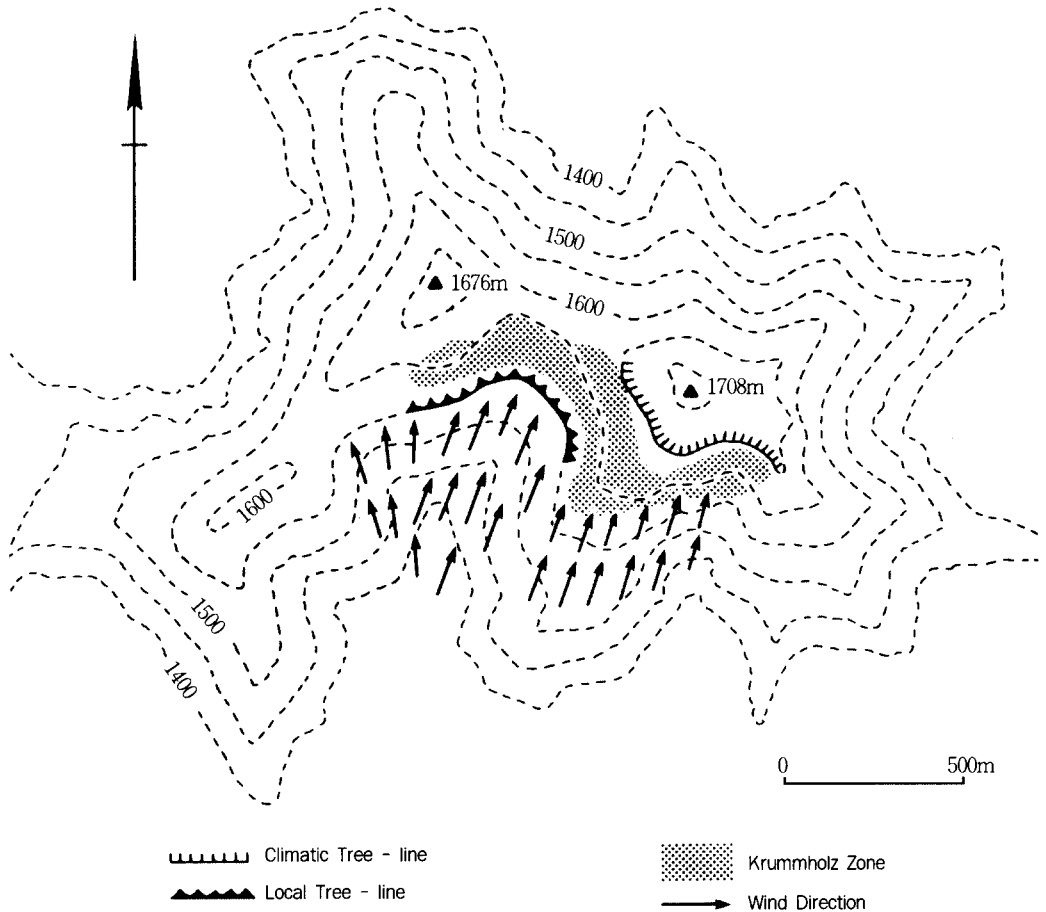 1400
1500
1676m
1600
1708m
1600
1500
1400
0 500m
Climatic Tree - line
Krummholz Zone
Local Tree - line
Wind Direction